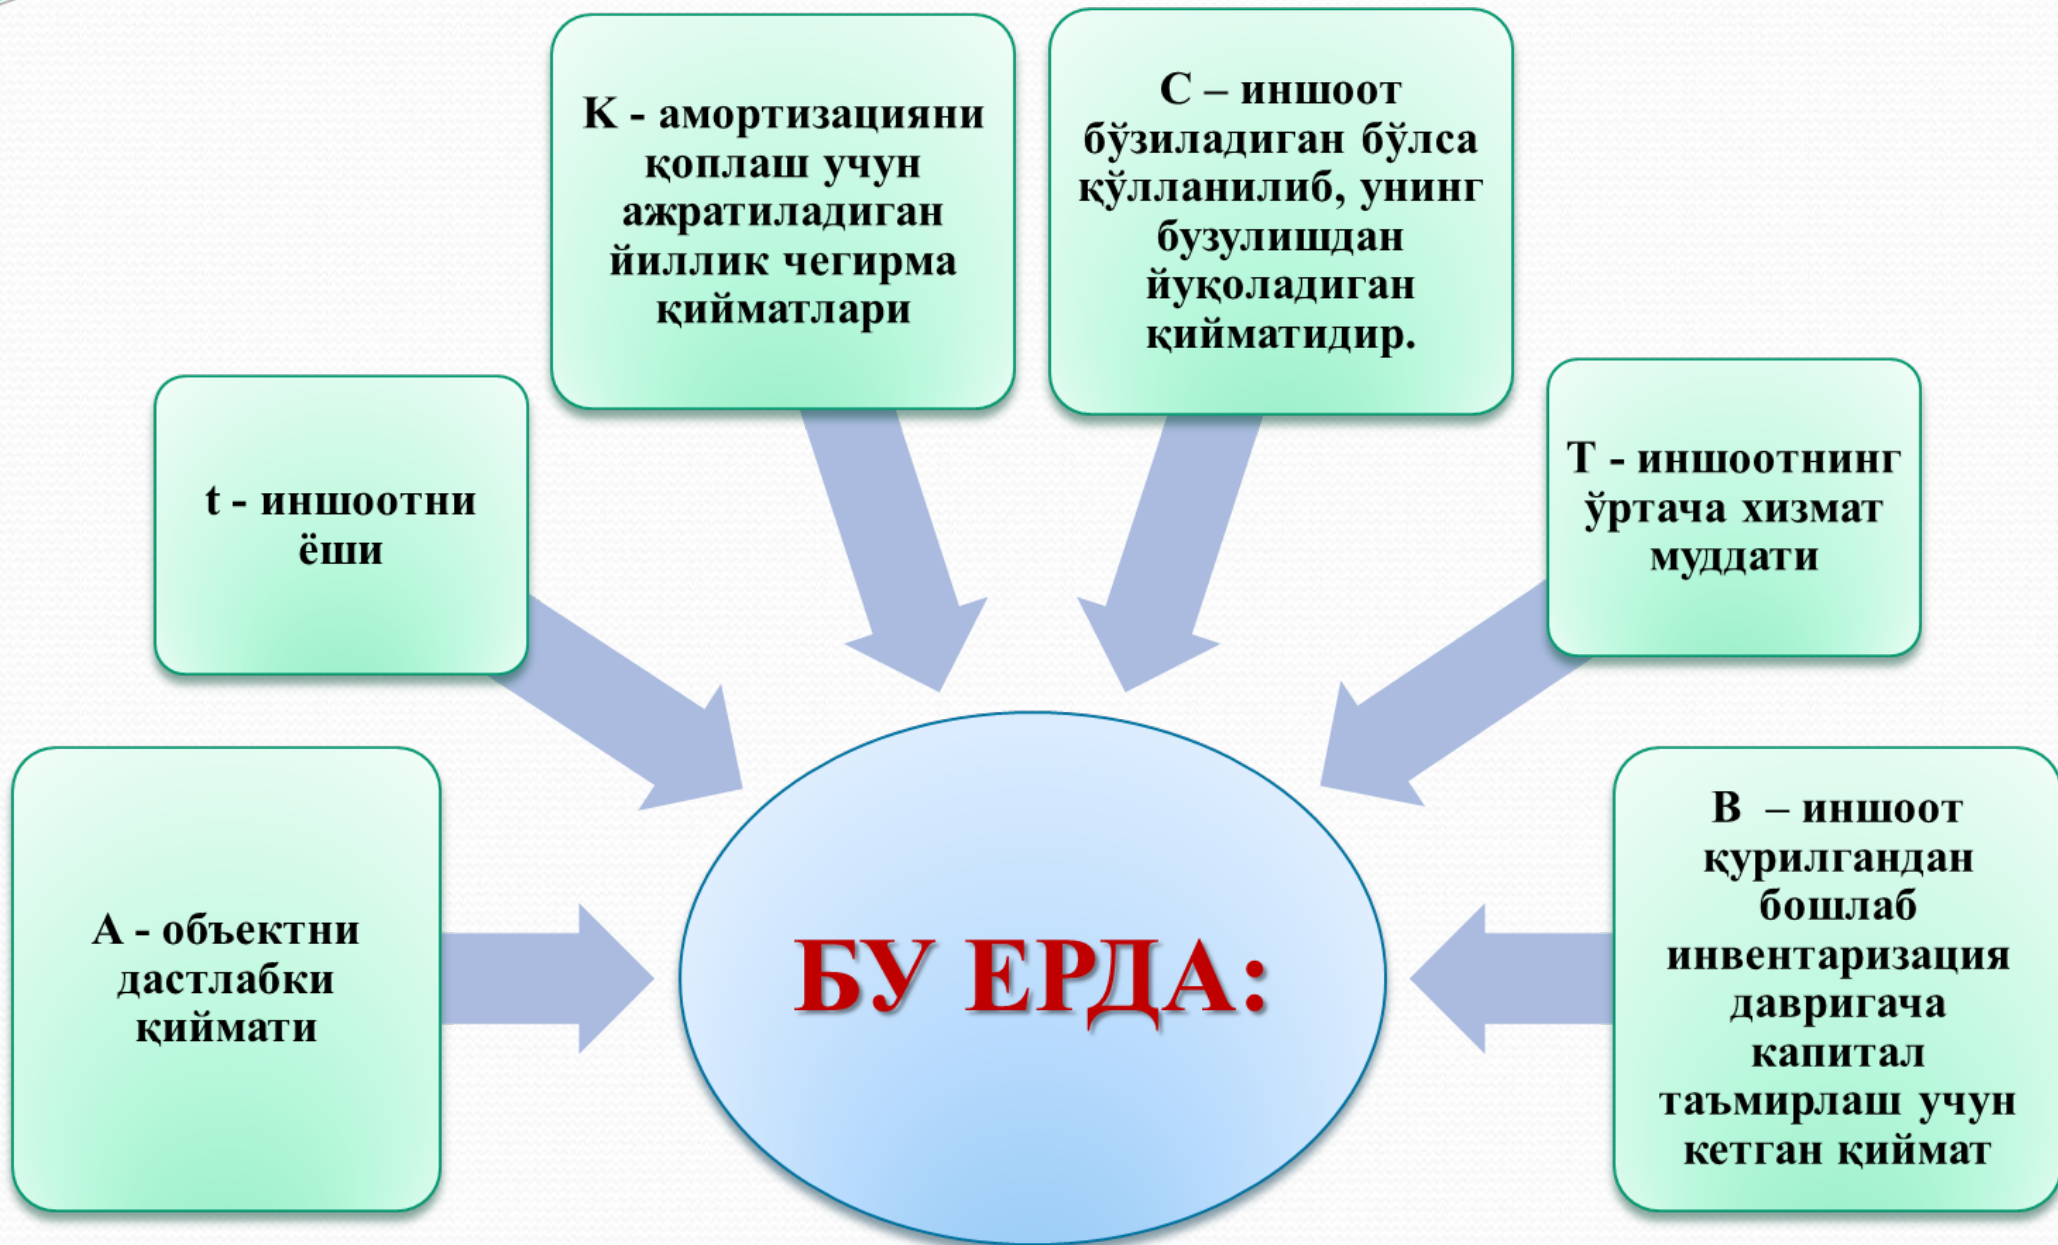 К - амортизацияни
қоплаш учун
ажратиладиган
йиллик чегирма
қийматлари
С – иншоот
бўзиладиган бўлса
қўлланилиб, унинг
бузулишдан
йуқоладиган
қийматидир.
t - иншоотни
ёши
Т - иншоотнинг
ўртача хизмат
муддати
А - объектни
дастлабки
қиймати
БУ ЕРДА:
В – иншоот
қурилгандан
бошлаб
инвентаризация
давригача
капитал
таъмирлаш учун
кетган қиймат